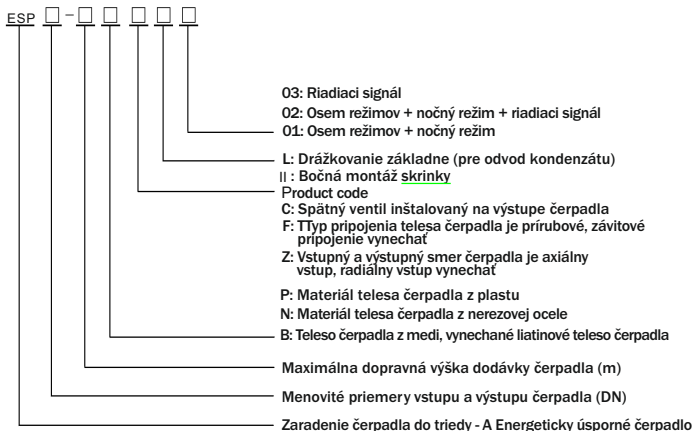 ESP □-□ □ □ □ □
03: Riadiaci signál
02: Osem režimov + nočný režim + riadiaci signál
01: Osem režimov + nočný režim
L: Drážkovanie základne (pre odvod kondenzátu)
II : Bočná montáž skrinky
Product code
C: Spätný ventil inštalovaný na výstupe čerpadla
F: TTyp pripojenia telesa čerpadla je prírubové, závitové
pripojenie vynechať
Z: Vstupný a výstupný smer čerpadla je axiálny
vstup, radiálny vstup vynechať
P: Materiál telesa čerpadla z plastu
N: Materiál telesa čerpadla z nerezovej ocele
B: Teleso čerpadla z medi, vynechané liatinové teleso čerpadla
Maximálna dopravná výška dodávky čerpadla (m)
Menovité priemery vstupu a výstupu čerpadla (DN)
Zaradenie čerpadla do triedy - A Energeticky úsporné čerpadlo